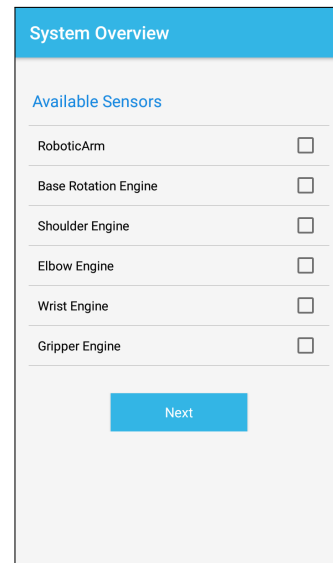 System Overview
Available Sensors
RoboticArm
Base Rotation Engine
Shoulder Engine
Elbow Engine
Wrist Engine
Gripper Engine
Next